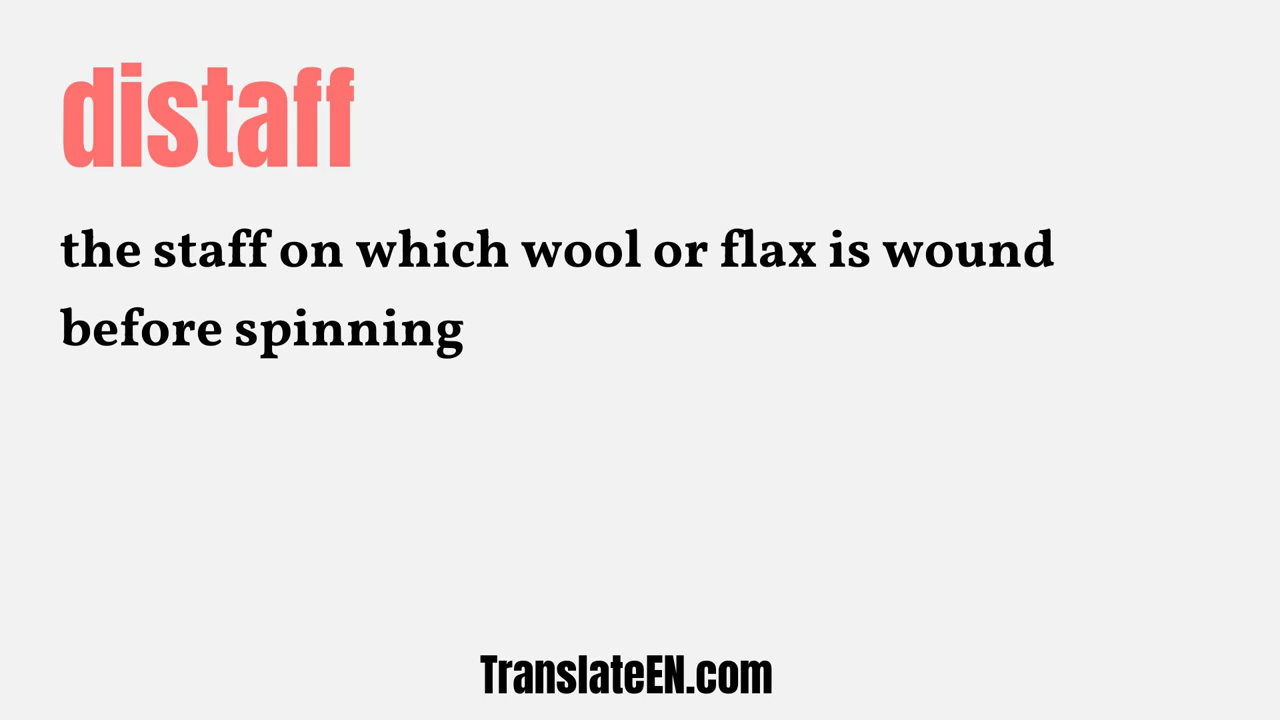 distaff
the staff on which wool or flax is wound
before spinning
TranslateEN.com